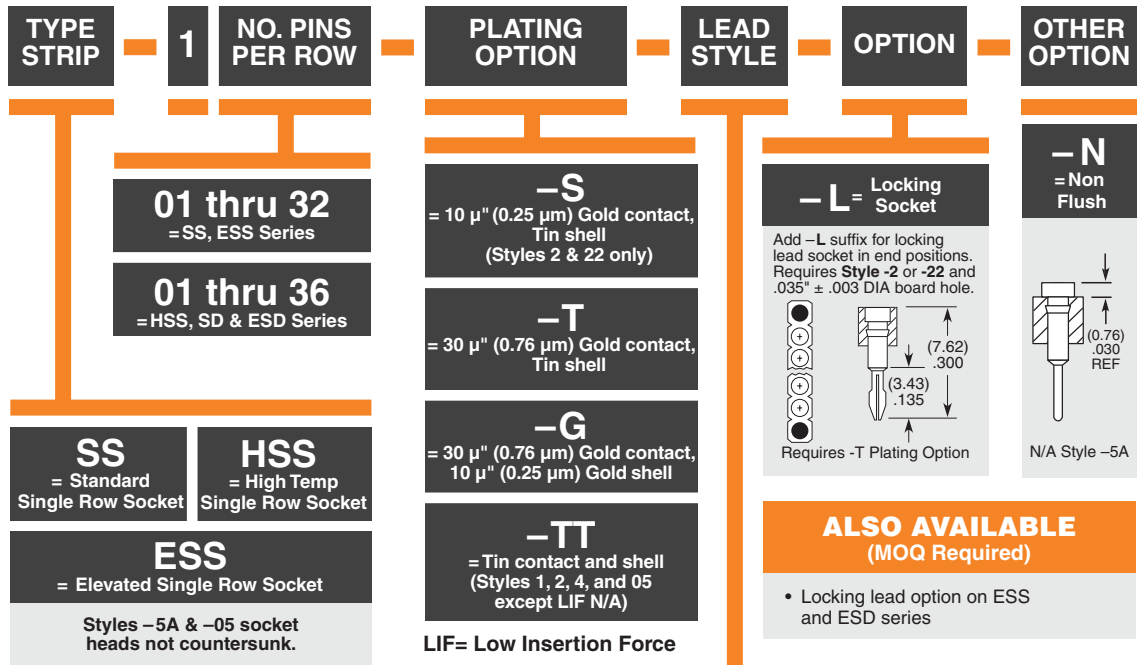 TYPE
STRIP
1
NO. PINS
PER ROW
PLATING
OPTION
LEAD
STYLE
OPTION
OTHER
OPTION
01 thru 32
= SS, ESS Series
01 thru 36
=HSS, SD & ESD Series
SS
= Standard
Single Row Socket
HSS
= High Temp
Single Row Socket
ESS
= Elevated Single Row Socket
Styles –5A & –05 socket
heads not countersunk.
–S
= 10 µ" (0.25 µm) Gold contact,
Tin shell
(Styles 2 & 22 only)
–T
= 30 µ" (0.76 µm) Gold contact,
Tin shell
–G
= 30 µ" (0.76 µm) Gold contact,
10 µ" (0.25 µm) Gold shell
–TT
= Tin contact and shell
(Styles 1, 2, 4, and 05
except LIF N/A)
LIF= Low Insertion Force
–L= Locking
Socket
Add –L suffix for locking
lead socket in end positions.
Requires Style -2 or -22 and
.035" ± .003 DIA board hole.
(7.62)
.300
(3.43)
.135
Requires -T Plating Option
–N
= Non
Flush
(0.76)
.030
REF
N/A Style –5A
ALSO AVAILABLE
(MOQ Required)
• Locking lead option on ESS
and ESD series